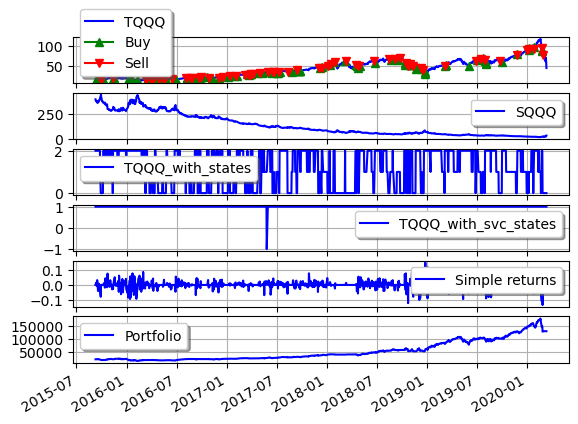 TQQQ
Buy
Sell
100
50
SQQQ
250
0
TQQQ_with_states
2
0
TQQQ_with_svc_states
1
0
−1
Simple returns
0.1
0.0
−0.1
Portfolio
150000
100000
50000
2015-07 2016-01 2016-07 2017-01 2017-07 2018-01 2018-07 2019-01 2019-07 2020-01